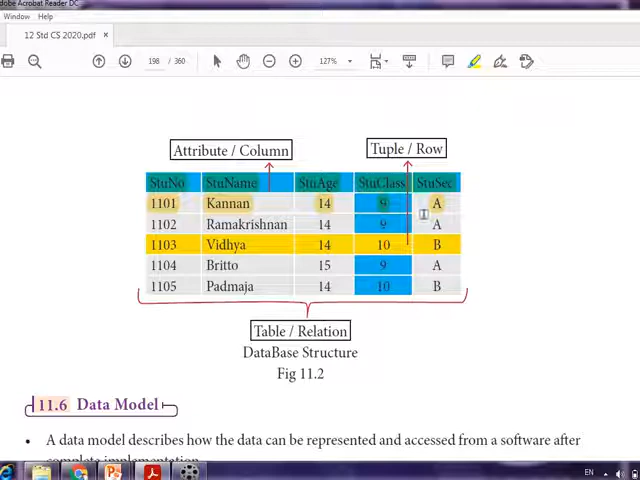 dobe Acrobat Reader DC
Window Help
12 Std CS 2020.pdf ×
198 / 360 127%
Attribute / Column Tuple / Row
StuNo StuName StuAge StuClass StuSec
1101 Kannan 14 9 A
1102 Ramakrishnan 14 9 A
1103 Vidhya 14 10 B
1104 Britto 15 9 A
1105 Padmaja 14 10 B
Table / Relation
DataBase Structure
Fig 11.2
11.6 Data Model
• A data model describes how the data can be represented and accessed from a software after
complete implementation
EN